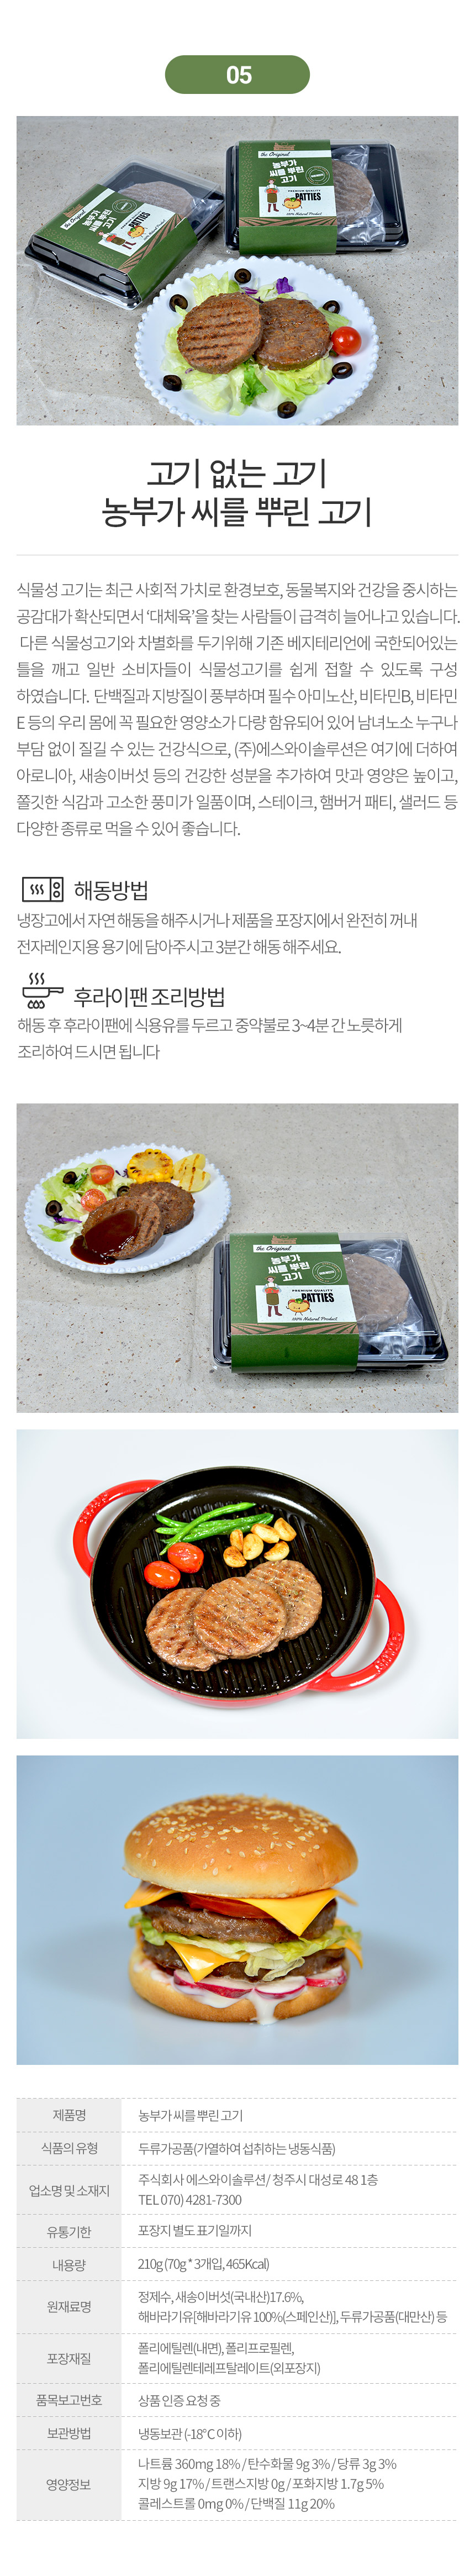 05
the Original
농부가
씨를 뿌린
고기
PREMIUM QUALITY
PATTIES
100% Natural Product
the Original
농부가
씨를 뿌린
고기
PREMIUM QUALITY
PATTIES
100% Natural Product
고기 없는 고기
농부가 씨를 뿌린 고기
식물성 고기는 최근 사회적 가치로 환경보호, 동물복지와 건강을 중시하는
공감대가 확산되면서 ‘대체육’을 찾는 사람들이 급격히 늘어나고 있습니다.
다른 식물성고기와 차별화를 두기위해 기존 베지테리언에 국한되어있는
틀을 깨고 일반 소비자들이 식물성고기를 쉽게 접할 수 있도록 구성
하였습니다. 단백질과 지방질이 풍부하며 필수 아미노산, 비타민B, 비타민
E 등의 우리 몸에 꼭 필요한 영양소가 다량 함유되어 있어 남녀노소 누구나
부담 없이 질길 수 있는 건강식으로, (주)에스와이솔루션은 여기에 더하여
아로니아, 새송이버섯 등의 건강한 성분을 추가하여 맛과 영양은 높이고,
쫄깃한 식감과 고소한 풍미가 일품이며, 스테이크, 햄버거 패티, 샐러드 등
다양한 종류로 먹을 수 있어 좋습니다.
해동방법
냉장고에서 자연 해동을 해주시거나 제품을 포장지에서 완전히 꺼내
전자레인지용 용기에 담아주시고 3분간 해동 해주세요.
후라이팬 조리방법
해동 후 후라이팬에 식용유를 두르고 중약불로 3~4분 간 노릇하게
조리하여 드시면 됩니다
the Original
농부가
씨를 뿌린
고기
PREMIUM QUALITY
PATTIES
100% Natural Product
제품명 농부가 씨를 뿌린 고기
식품의 유형 두류가공품(가열하여 섭취하는 냉동식품)
업소명 및 소재지 주식회사 에스와이솔루션/ 청주시 대성로 48 1층
TEL 070) 4281-7300
유통기한 포장지 별도 표기일까지
내용량 210g (70g * 3개입, 465Kcal)
원재료명 정제수, 새송이버섯(국내산)17.6%,
해바라기유[해바라기유 100%(스페인산)], 두류가공품(대만산) 등
포장재질 폴리에틸렌(내면), 폴리프로필렌,
폴리에틸렌테레프탈레이트(외포장지)
품목보고번호 상품 인증 요청 중
보관방법 냉동보관 (-18°C 이하)
영양정보 나트륨 360mg 18% / 탄수화물 9g 3% / 당류 3g 3%
지방 9g 17% / 트랜스지방 0g / 포화지방 1.7g 5%
콜레스트롤 0mg 0% / 단백질 11g 20%